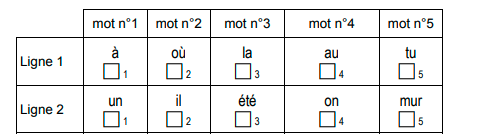 mot n°1 mot n°2 mot n°3 mot n°4 mot n°5
Ligne 1 à où la au tu
1 2 3 4 5
Ligne 2 un il été on mur
1 2 3 4 5